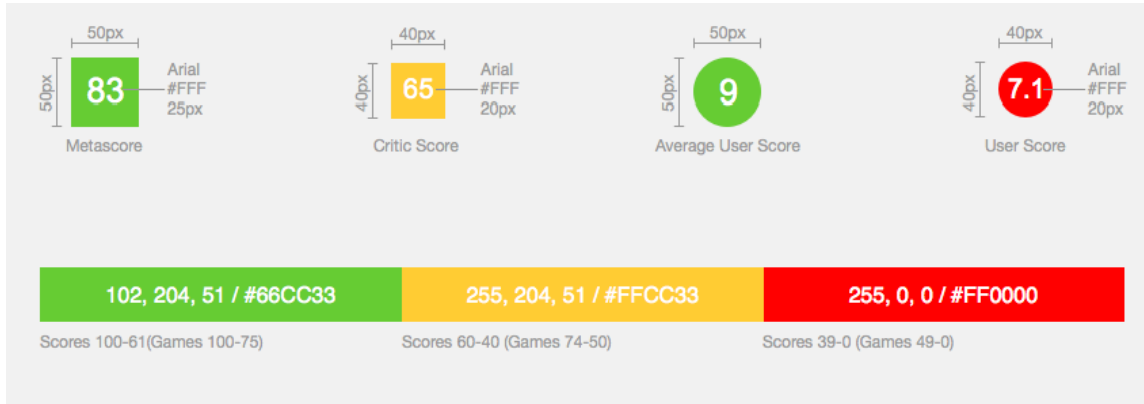 50px
50px
83
Arial
#FFF
25px
Metascore
40px
40px
65
Arial
#FFF
20px
Critic Score
50px
50px
9
Average User Score
40px
40px
7.1
Arial
#FFF
20px
User Score
102, 204, 51 / #66CC33
255, 204, 51 / #FFCC33
255, 0, 0 / #FF0000
Scores 100-61(Games 100-75)
Scores 60-40 (Games 74-50)
Scores 39-0 (Games 49-0)